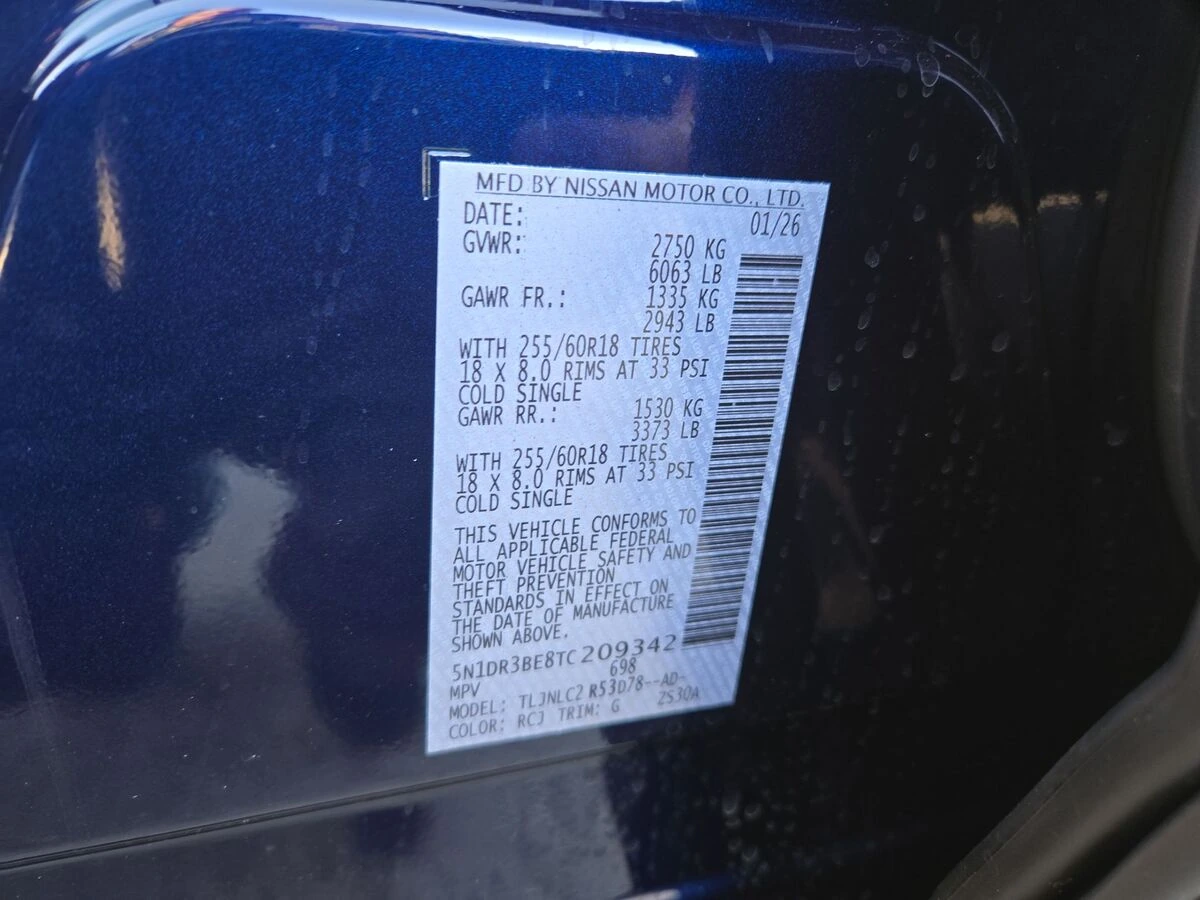 MFD BY NISSAN MOTOR CO., LTD.
DATE: 01/26
GVWR: 2750 KG
6063 LB
GAWR FR.: 1335 KG
2943 LB
WITH 255/60R18 TIRES
18 X 8.0 RIMS AT 33 PSI
COLD SINGLE
GAWR RR.: 1530 KG
3373 LB
WITH 255/60R18 TIRES
18 X 8.0 RIMS AT 33 PSI
COLD SINGLE
THIS VEHICLE CONFORMS TO
ALL APPLICABLE FEDERAL
MOTOR VEHICLE SAFETY AND
THEFT PREVENTION
STANDARDS IN EFFECT ON
THE DATE OF MANUFACTURE
SHOWN ABOVE.
5N1DR3BE8TC209342
MPV 698
MODEL: TLJNLC2 R53D78--AD-
COLOR: RCJ TRIM: G ZS30A